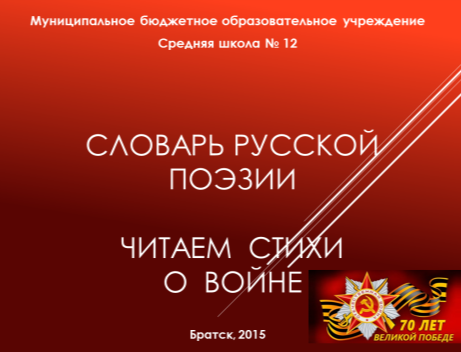 Муниципальное бюджетное образовательное учреждение
Средняя школа № 12
СЛОВАРЬ РУССКОЙ
ПОЭЗИИ
ЧИТАЕМ СТИХИ
О ВОЙНЕ
70 ЛЕТ
ВЕЛИКОЙ ПОБЕДЕ
Братск, 2015